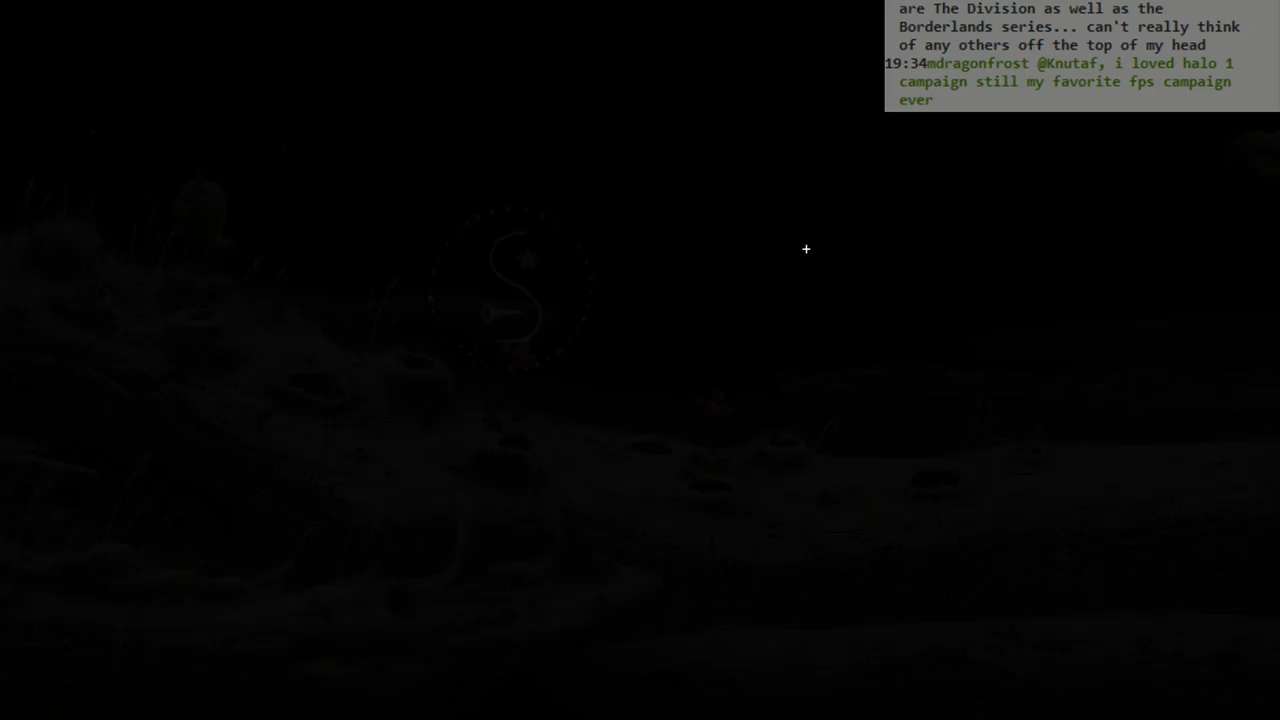 are The Division as well as the
Borderlands series... can't really think
of any others off the top of my head
19:34mdragonfrost @Knutaf, i loved halo 1
campaign still my favorite fps campaign
ever